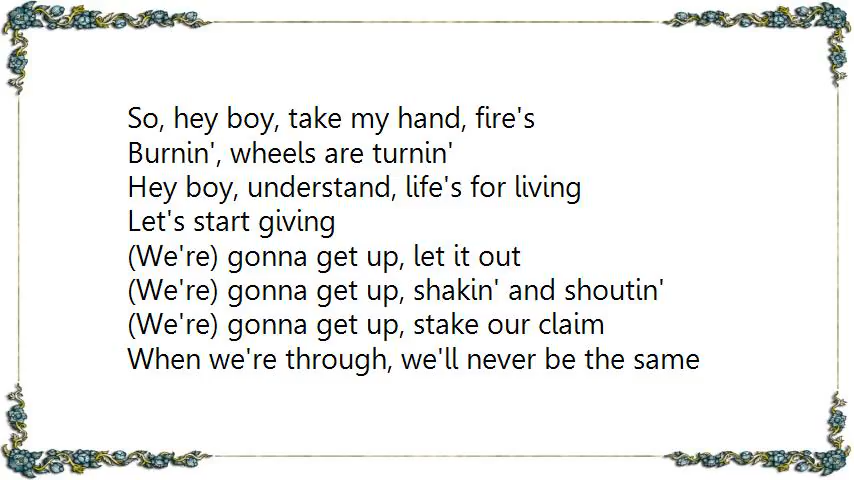 So, hey boy, take my hand, fire's
Burnin', wheels are turnin'
Hey boy, understand, life's for living
Let's start giving
(We're) gonna get up, let it out
(We're) gonna get up, shakin' and shoutin'
(We're) gonna get up, stake our claim
When we're through, we'll never be the same